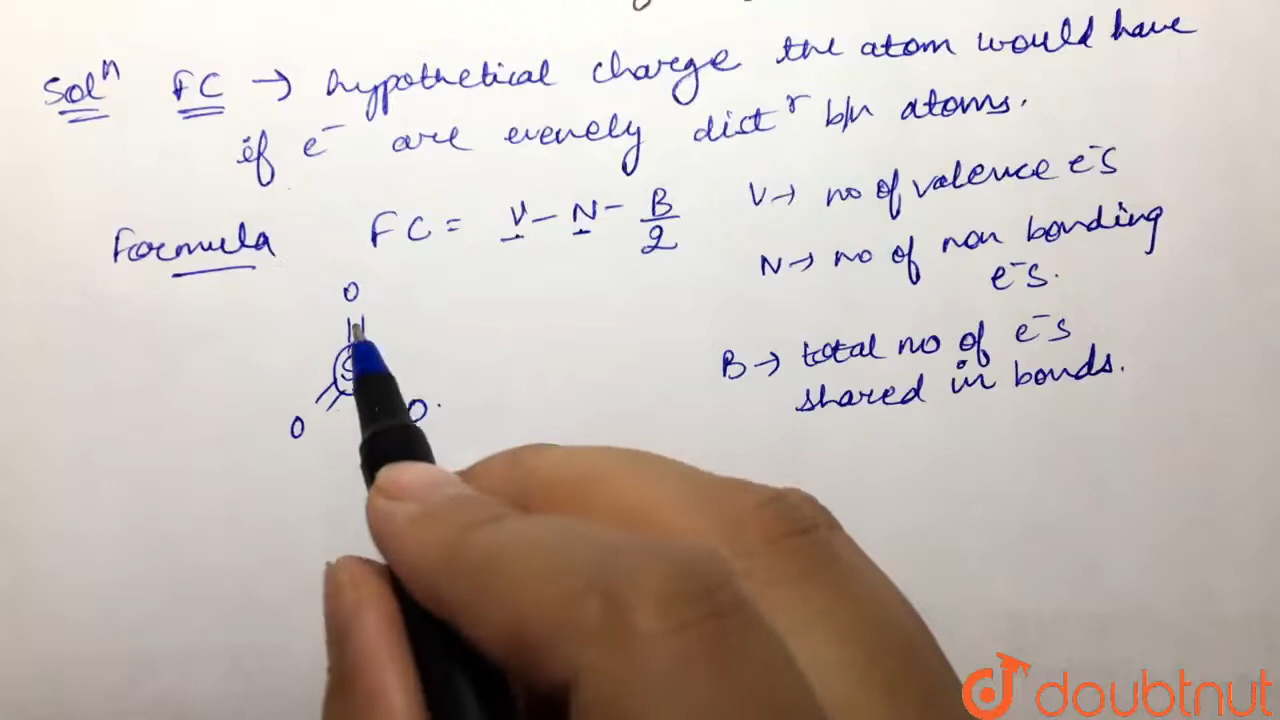 Solⁿ FC → hypothetical charge the atom would have
if e⁻ are evenely distʳ b/n atoms.
Formula FC = V - N - B/2
V → no of valence e⁻s
N → no of non bonding
e⁻s.
B → total no of e⁻s
shared in bonds.
O
S
O O
doubtnut